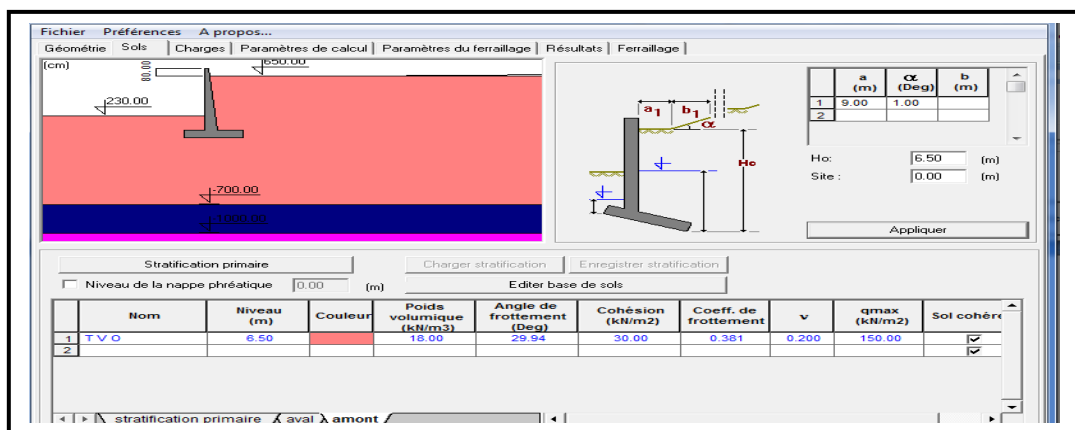 Fichier Préférences A propos...
Géométrie Sols Charges Paramètres de calcul Paramètres du ferraillage Résultats Ferraillage
(cm)
80.00
650.00
230.00
-700.00
-1000.00
a1 b1
α
Ho
a (m) α (Deg) b (m)
1 9.00 1.00
2
Ho: 6.50 (m)
Site : 0.00 (m)
Appliquer
Stratification primaire Charger stratification Enregistrer stratification
Niveau de la nappe phréatique 0.00 (m) Editer base de sols
Nom Niveau (m) Couleur Poids volumique (kN/m3) Angle de frottement (Deg) Cohésion (kN/m2) Coeff. de frottement v qmax (kN/m2) Sol cohére
1 T V O 6.50 18.00 29.94 30.00 0.381 0.200 150.00
2
stratification primaire aval amont